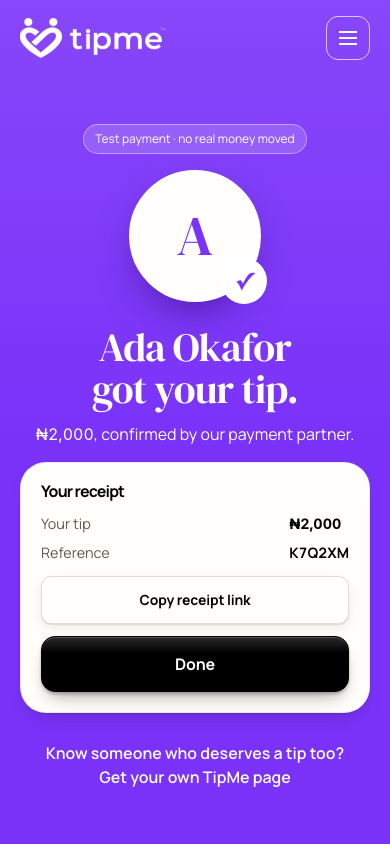 tipme
Test payment · no real money moved
A
Ada Okafor
got your tip.
₦2,000, confirmed by our payment partner.
Your receipt
Your tip ₦2,000
Reference K7Q2XM
Copy receipt link
Done
Know someone who deserves a tip too?
Get your own TipMe page